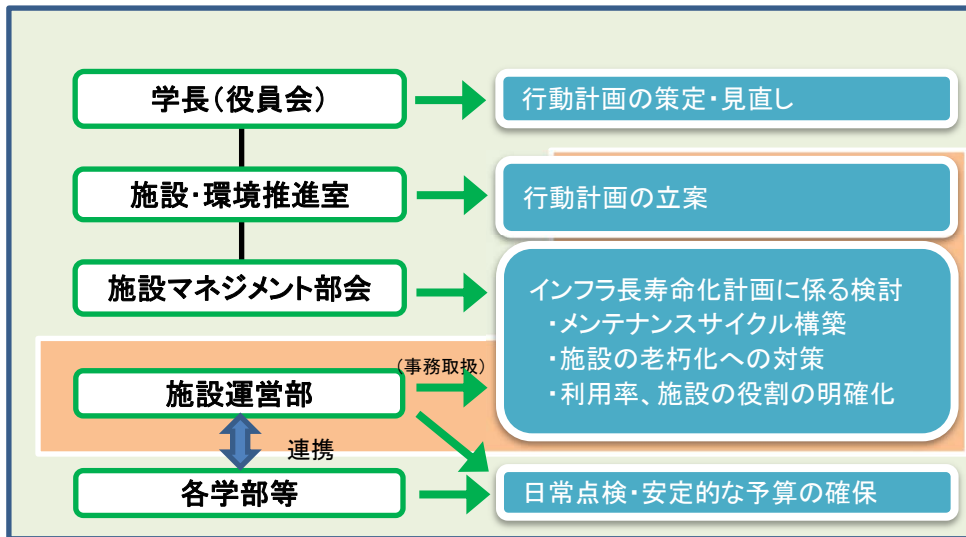 学長（役員会）
行動計画の策定・見直し
施設・環境推進室
行動計画の立案
施設マネジメント部会
インフラ長寿命化計画に係る検討
・メンテナンスサイクル構築
・施設の老朽化への対策
・利用率、施設の役割の明確化
（事務取扱）
施設運営部
連携
各学部等
日常点検・安定的な予算の確保